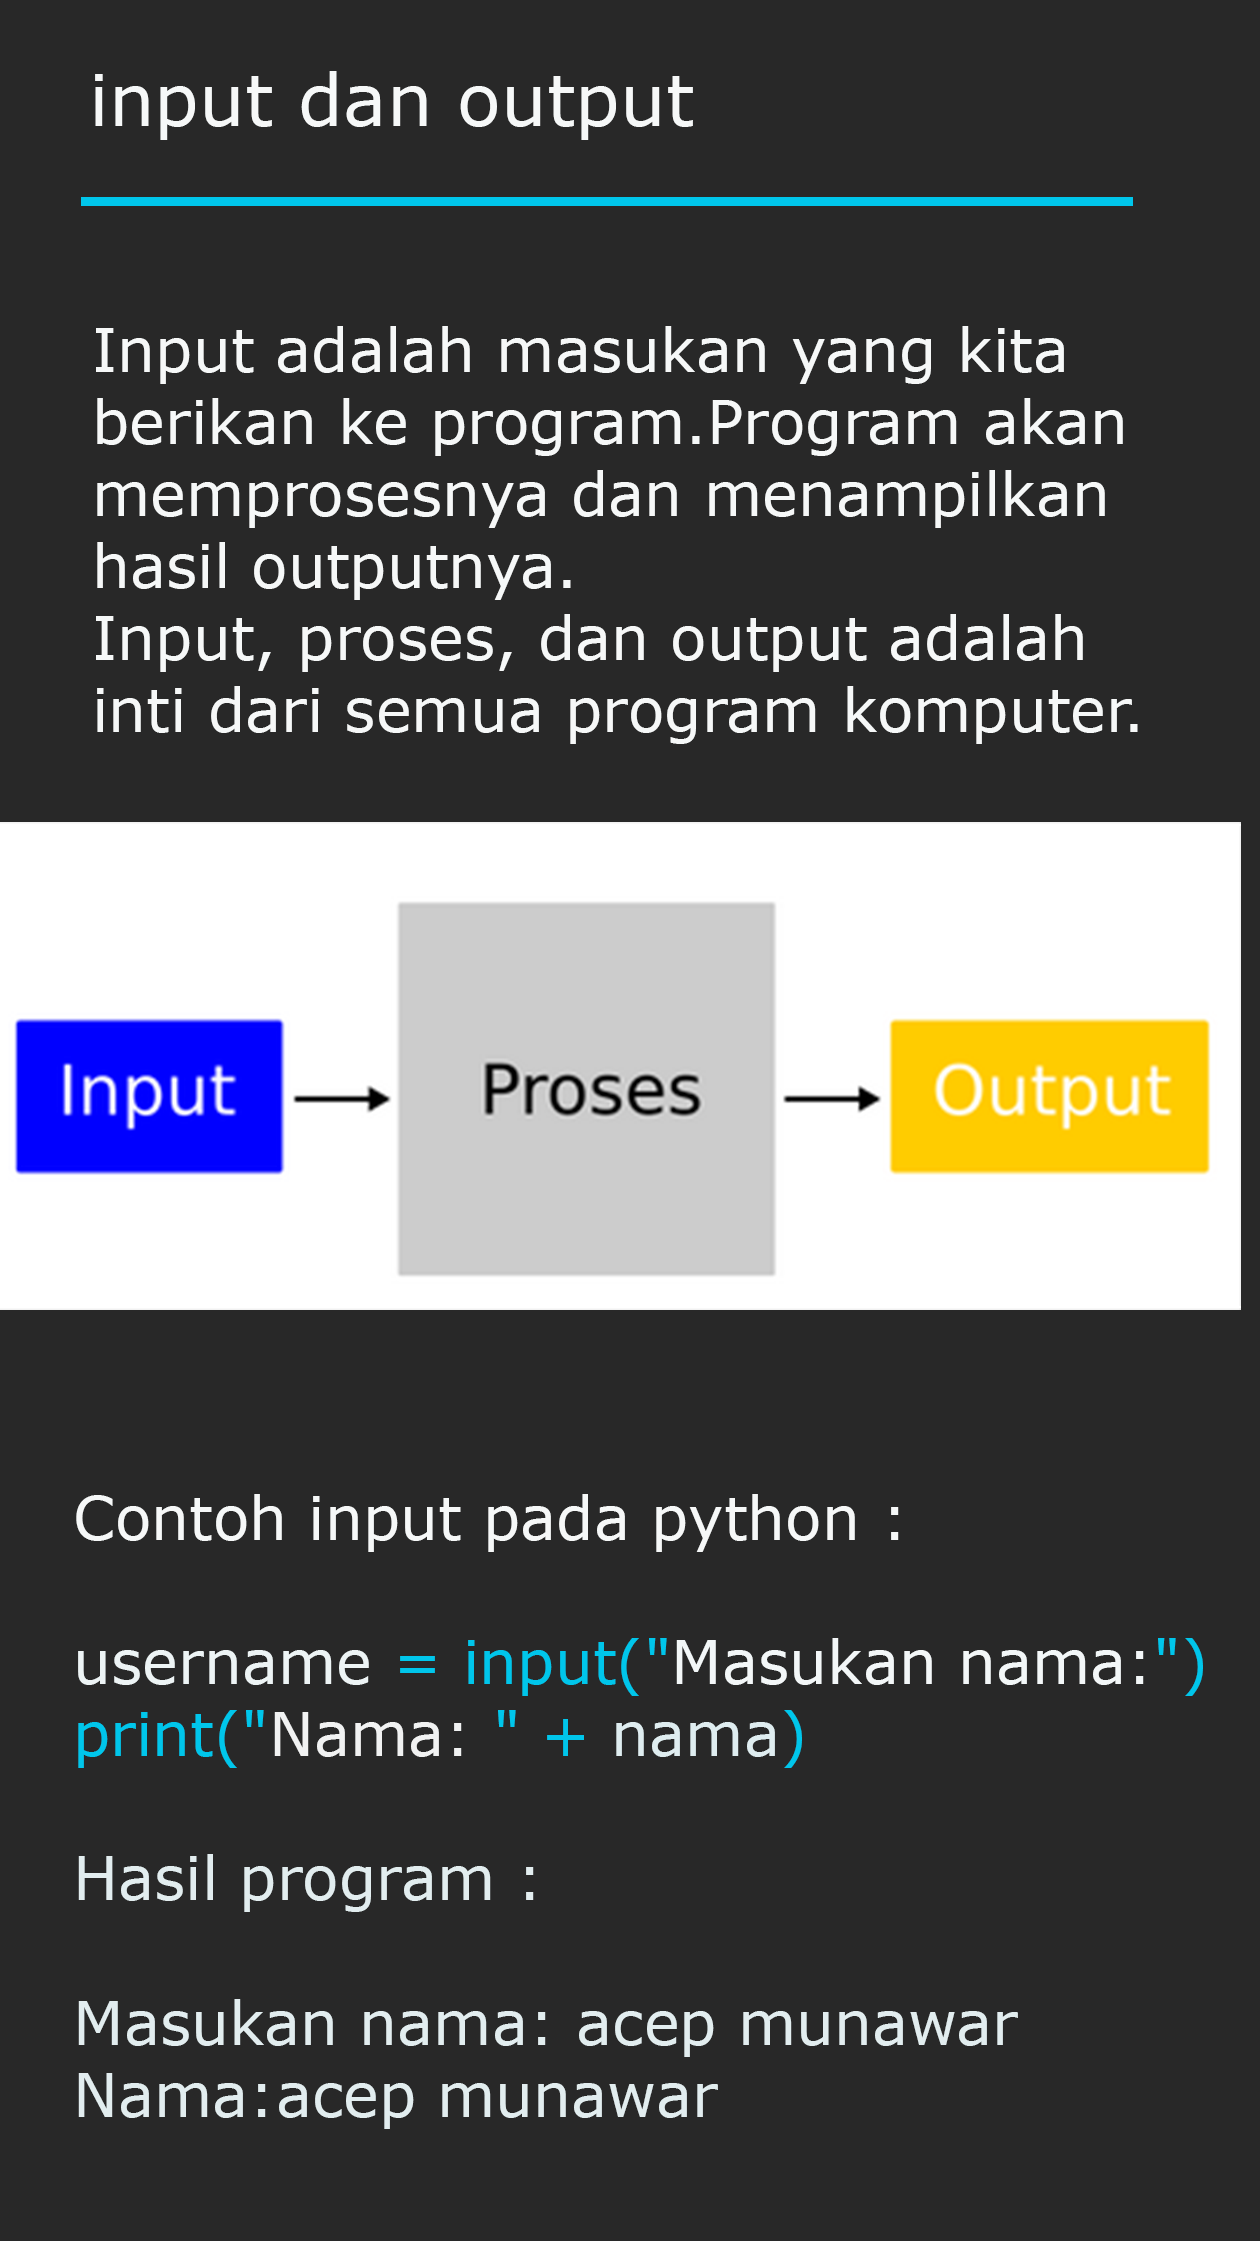 input dan output
Input adalah masukan yang kita
berikan ke program.Program akan
memprosesnya dan menampilkan
hasil outputnya.
Input, proses, dan output adalah
inti dari semua program komputer.
Input
Proses
Output
Contoh input pada python :
username = input("Masukan nama:")
print("Nama: " + nama)
Hasil program :
Masukan nama: acep munawar
Nama:acep munawar